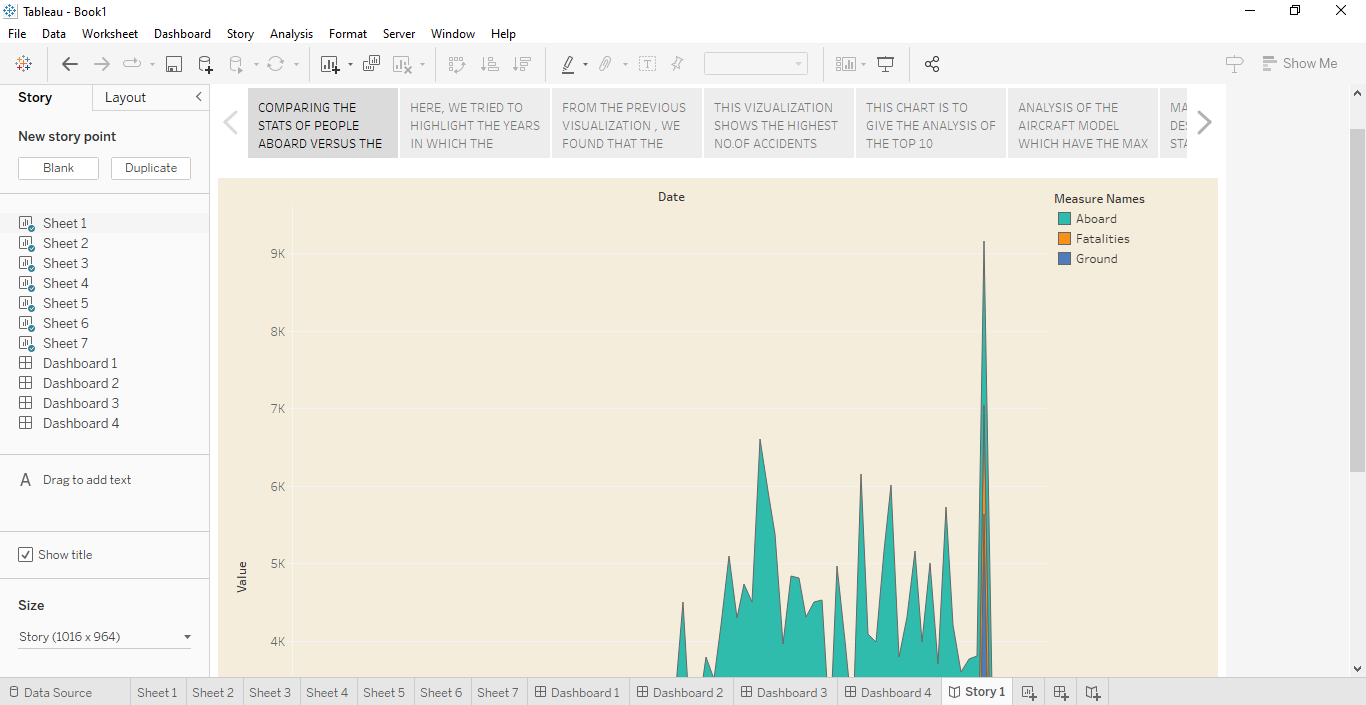 Tableau - Book1
File Data Worksheet Dashboard Story Analysis Format Server Window Help
Show Me
Story Layout
New story point
Blank Duplicate
Sheet 1
Sheet 2
Sheet 3
Sheet 4
Sheet 5
Sheet 6
Sheet 7
Dashboard 1
Dashboard 2
Dashboard 3
Dashboard 4
A Drag to add text
Show title
Size
Story (1016 x 964)
COMPARING THE
STATS OF PEOPLE
ABOARD VERSUS THE
HERE, WE TRIED TO
HIGHLIGHT THE YEARS
IN WHICH THE
FROM THE PREVIOUS
VISUALIZATION , WE
FOUND THAT THE
THIS VIZUALIZATION
SHOWS THE HIGHEST
NO.OF ACCIDENTS
THIS CHART IS TO
GIVE THE ANALYSIS OF
THE TOP 10
ANALYSIS OF THE
AIRCRAFT MODEL
WHICH HAVE THE MAX
MA
DES
STA
Date
Measure Names
Aboard
Fatalities
Ground
9K
8K
7K
6K
5K
4K
Value
Data Source Sheet 1 Sheet 2 Sheet 3 Sheet 4 Sheet 5 Sheet 6 Sheet 7 Dashboard 1 Dashboard 2 Dashboard 3 Dashboard 4 Story 1